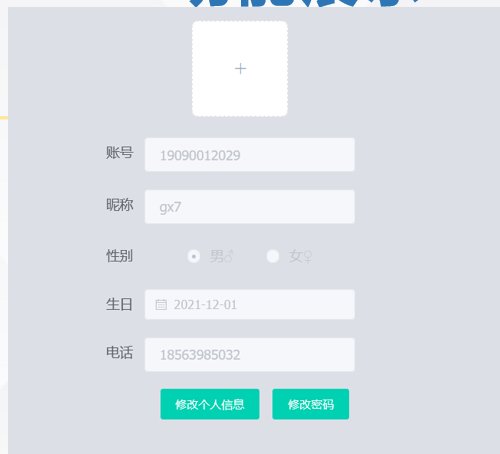 账号 19090012029
昵称 gx7
性别 男♂ 女♀
生日 2021-12-01
电话 18563985032
修改个人信息 修改密码